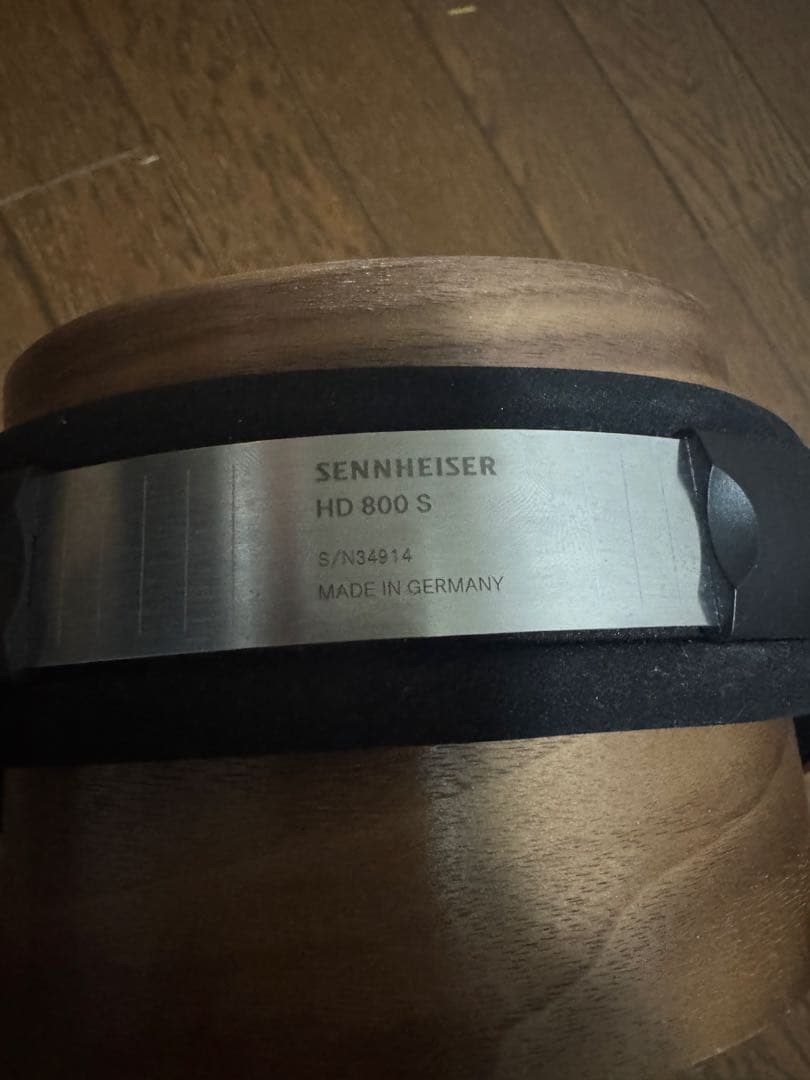 SENNHEISER
HD 800 S
S/N34914
MADE IN GERMANY